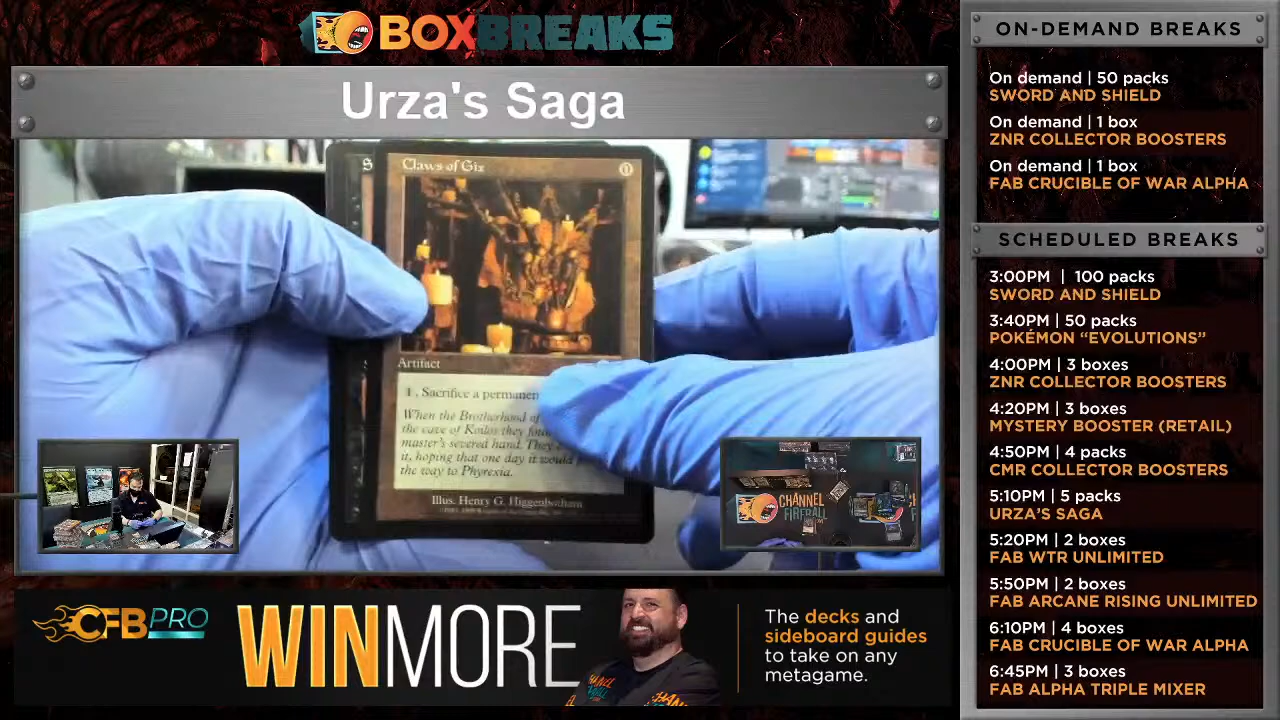 BOXBREAKS
Urza's Saga
S
Claws of Gix
Artifact
1, Sacrifice a permanen
When the Brotherhood of
the cave of Koilos they fou
master's severed hand. They
it, hoping that one day it would
the way to Phyrexia.
Illus. Henry G. Higgenbotham
CHANNEL
FIREBALL
CFBPRO
WINMORE
The decks and
sideboard guides
to take on any
metagame.
ON-DEMAND BREAKS
On demand | 50 packs
SWORD AND SHIELD
On demand | 1 box
ZNR COLLECTOR BOOSTERS
On demand | 1 box
FAB CRUCIBLE OF WAR ALPHA
SCHEDULED BREAKS
3:00PM | 100 packs
SWORD AND SHIELD
3:40PM | 50 packs
POKÉMON “EVOLUTIONS”
4:00PM | 3 boxes
ZNR COLLECTOR BOOSTERS
4:20PM | 3 boxes
MYSTERY BOOSTER (RETAIL)
4:50PM | 4 packs
CMR COLLECTOR BOOSTERS
5:10PM | 5 packs
URZA'S SAGA
5:20PM | 2 boxes
FAB WTR UNLIMITED
5:50PM | 2 boxes
FAB ARCANE RISING UNLIMITED
6:10PM | 4 boxes
FAB CRUCIBLE OF WAR ALPHA
6:45PM | 3 boxes
FAB ALPHA TRIPLE MIXER